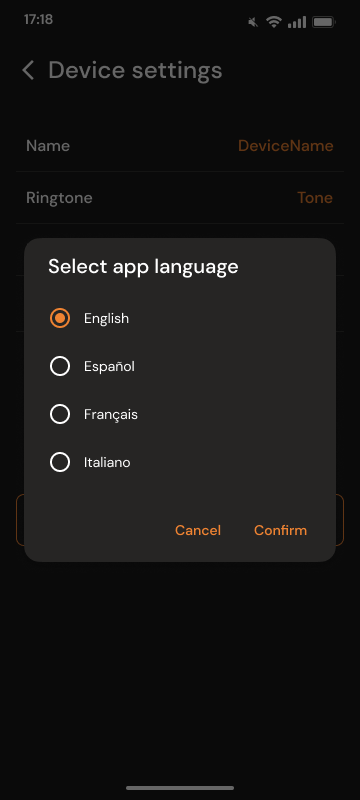 17:18
Device settings
Name DeviceName
Ringtone Tone
Select app language
English
Español
Français
Italiano
Cancel Confirm